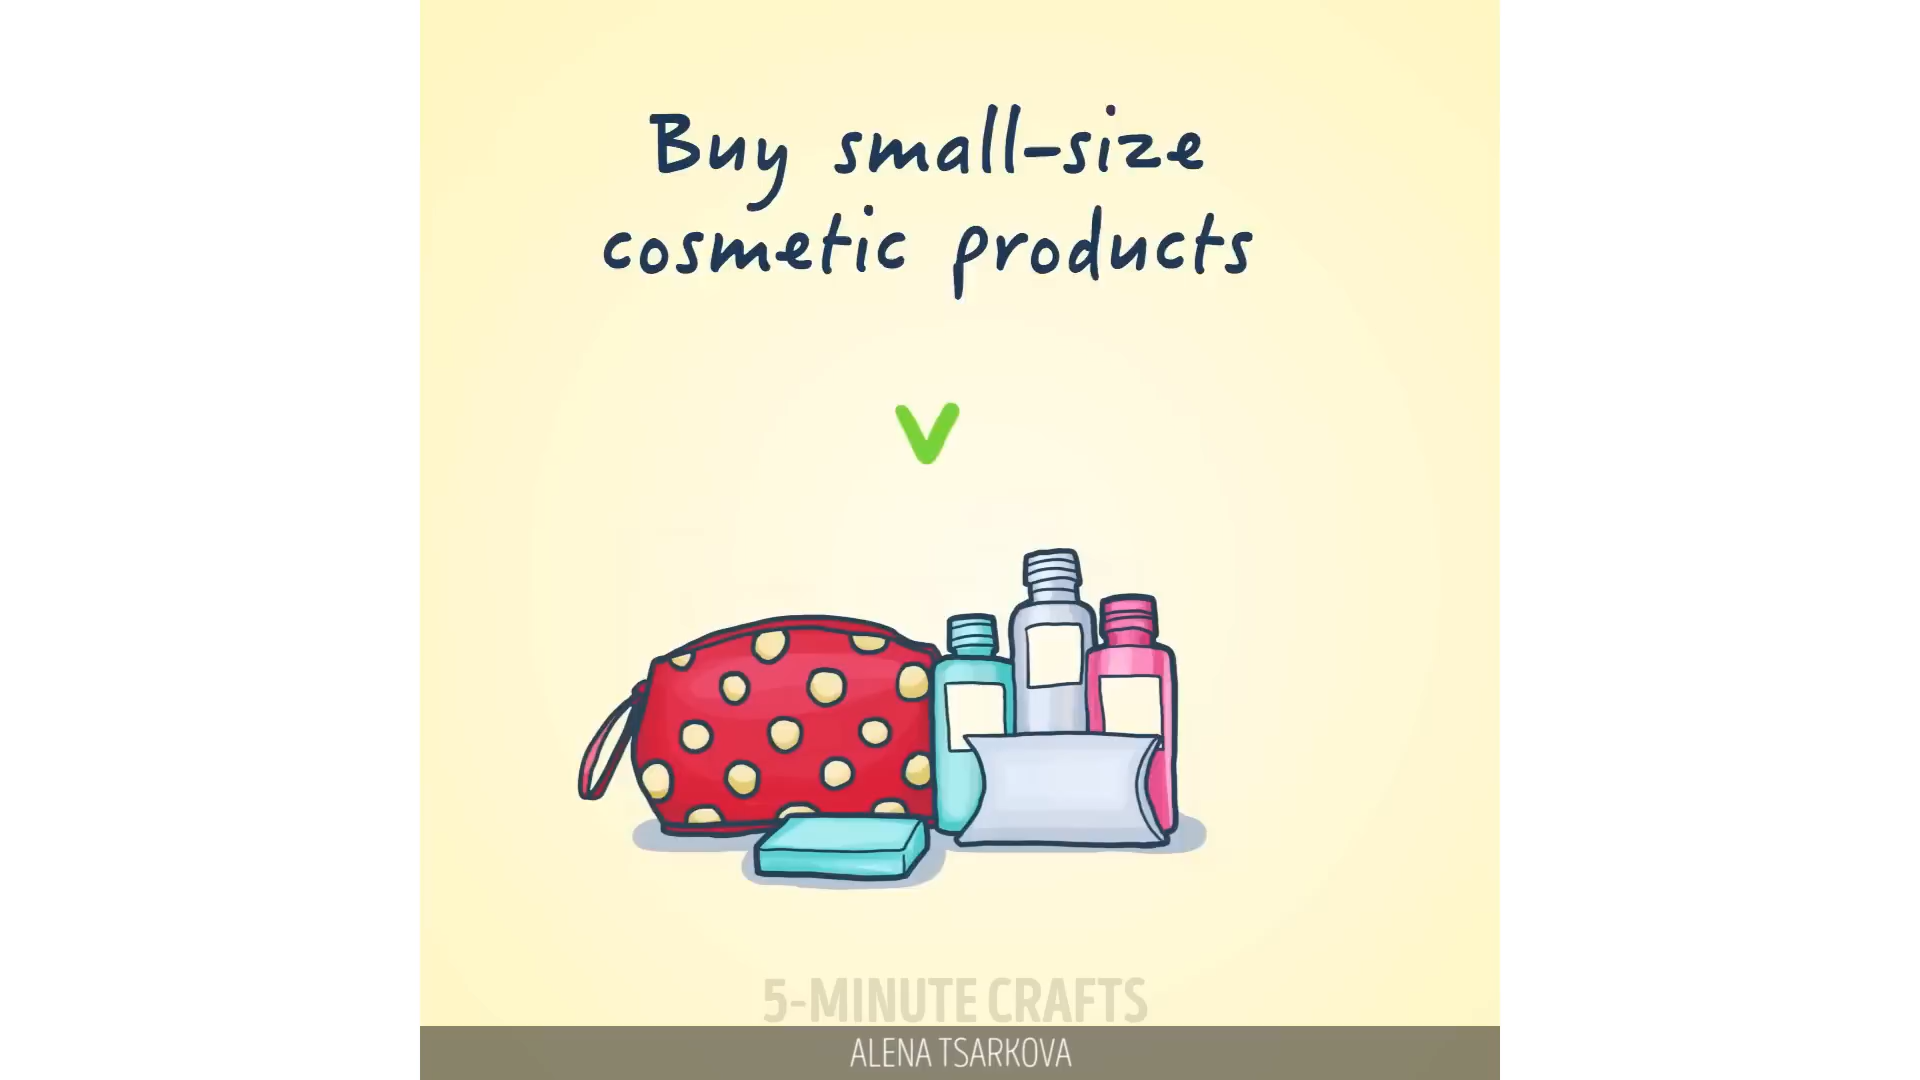 Buy small-size
cosmetic products
5-MINUTE CRAFTS
ALENA TSARKOVA